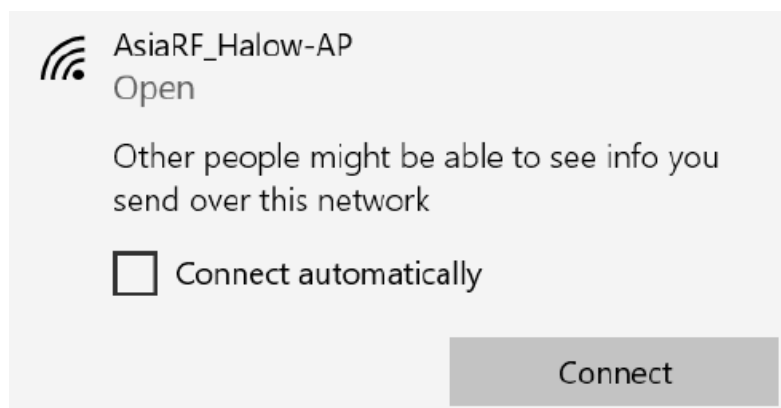 AsiaRF_Halow-AP
Open
Other people might be able to see info you
send over this network
Connect automatically
Connect